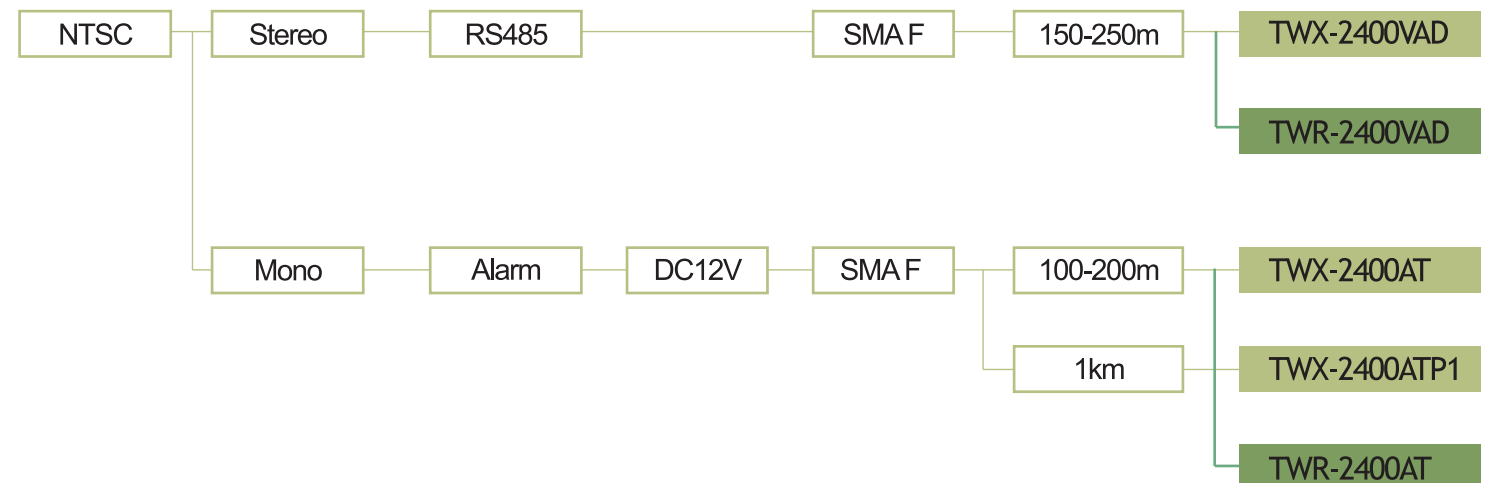 NTSC
Stereo
RS485
SMA F
150-250m
TWX-2400VAD
TWR-2400VAD
Mono
Alarm
DC12V
SMA F
100-200m
TWX-2400AT
1km
TWX-2400ATP1
TWR-2400AT